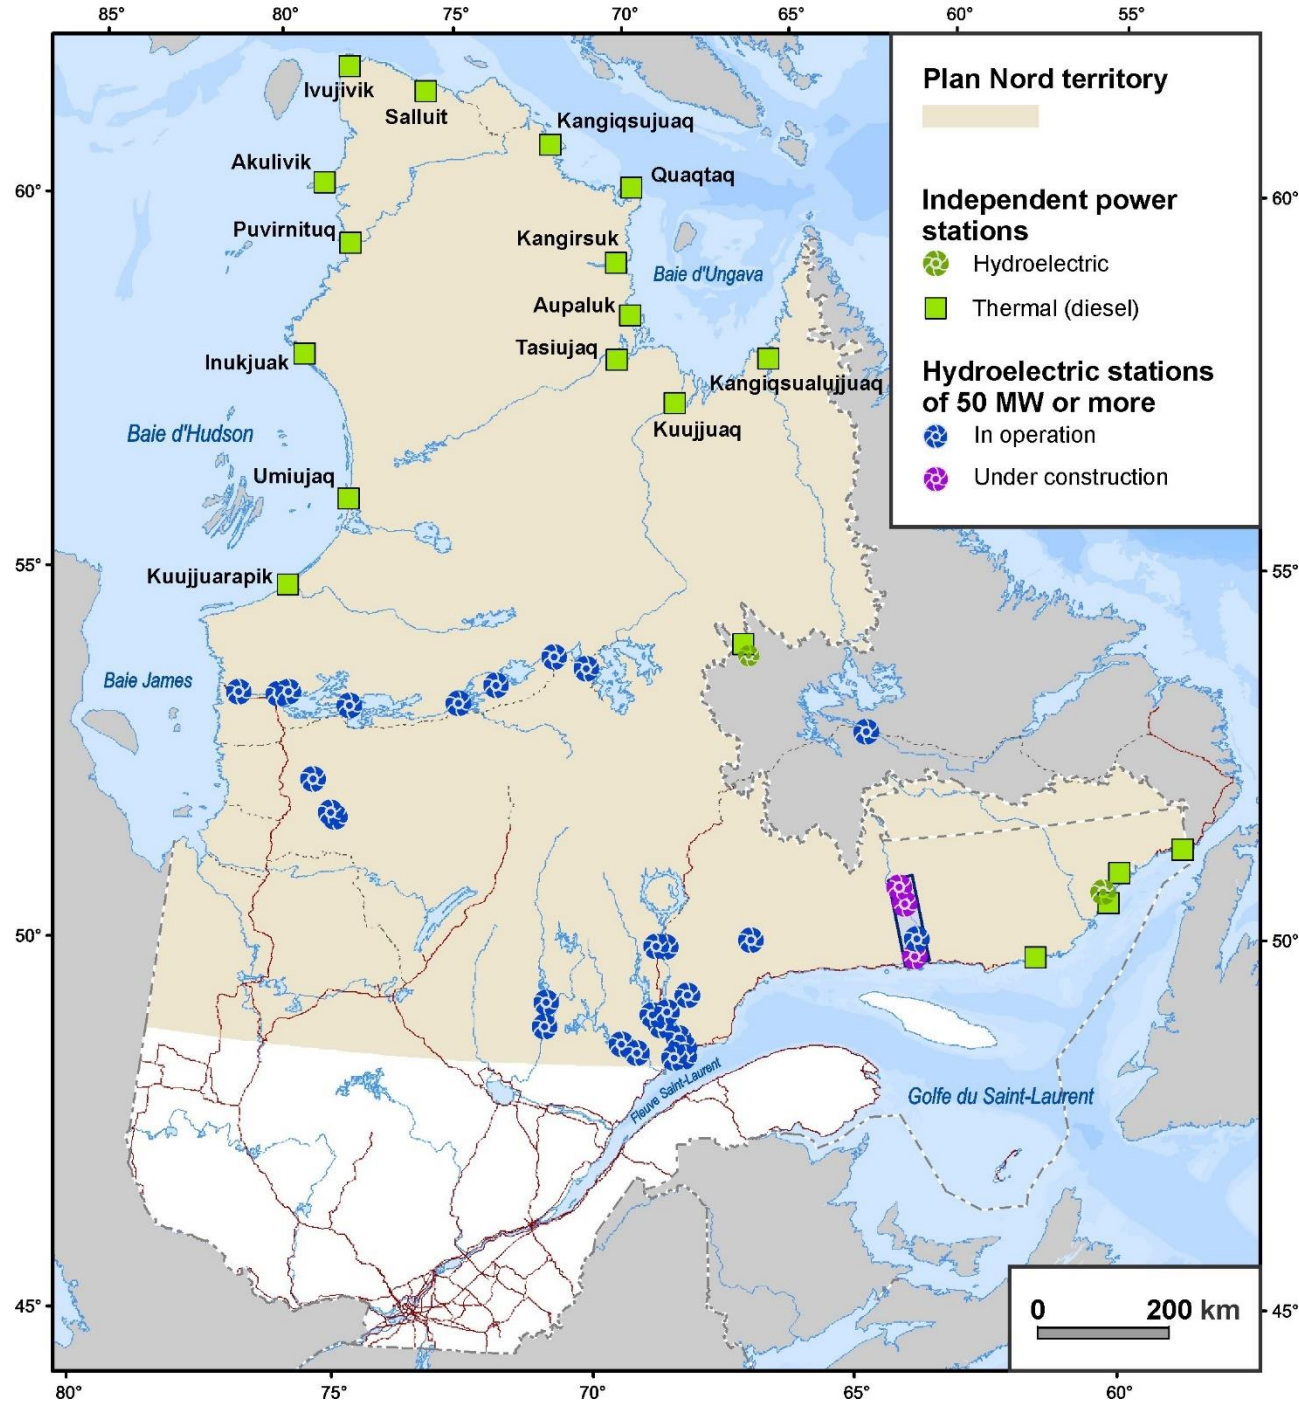 85° 80° 75° 70° 65° 60° 55°
Plan Nord territory
Independent power
stations
Hydroelectric
Thermal (diesel)
Hydroelectric stations
of 50 MW or more
In operation
Under construction
Ivujivik
Salluit
Kangiqsujuaq
Akulivik
Quaqtaq
60°
60°
Puvirnituq
Kangirsuk
Baie d'Ungava
Aupaluk
Tasiujaq
Inukjuak
Kangiqsualujjuaq
Kuujjuaq
Baie d'Hudson
Umiujaq
55°
55°
Kuujjuarapik
Baie James
50°
50°
Fleuve Saint-Laurent
Golfe du Saint-Laurent
45°
45°
0 200 km
80° 75° 70° 65° 60°